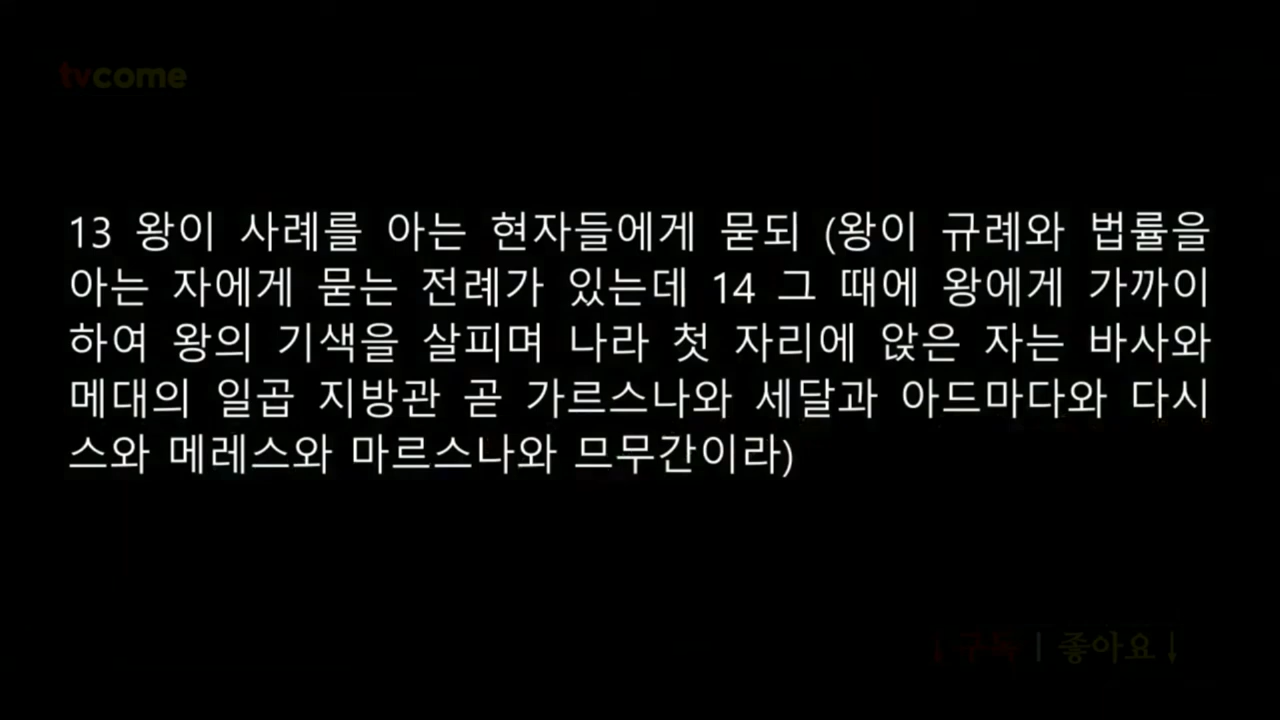 tvcome
13 왕이 사례를 아는 현자들에게 묻되 (왕이 규례와 법률을
아는 자에게 묻는 전례가 있는데 14 그 때에 왕에게 가까이
하여 왕의 기색을 살피며 나라 첫 자리에 앉은 자는 바사와
메대의 일곱 지방관 곧 가르스나와 세달과 아드마다와 다시
스와 메레스와 마르스나와 므무간이라)
↓ 구독 | 좋아요 ↓